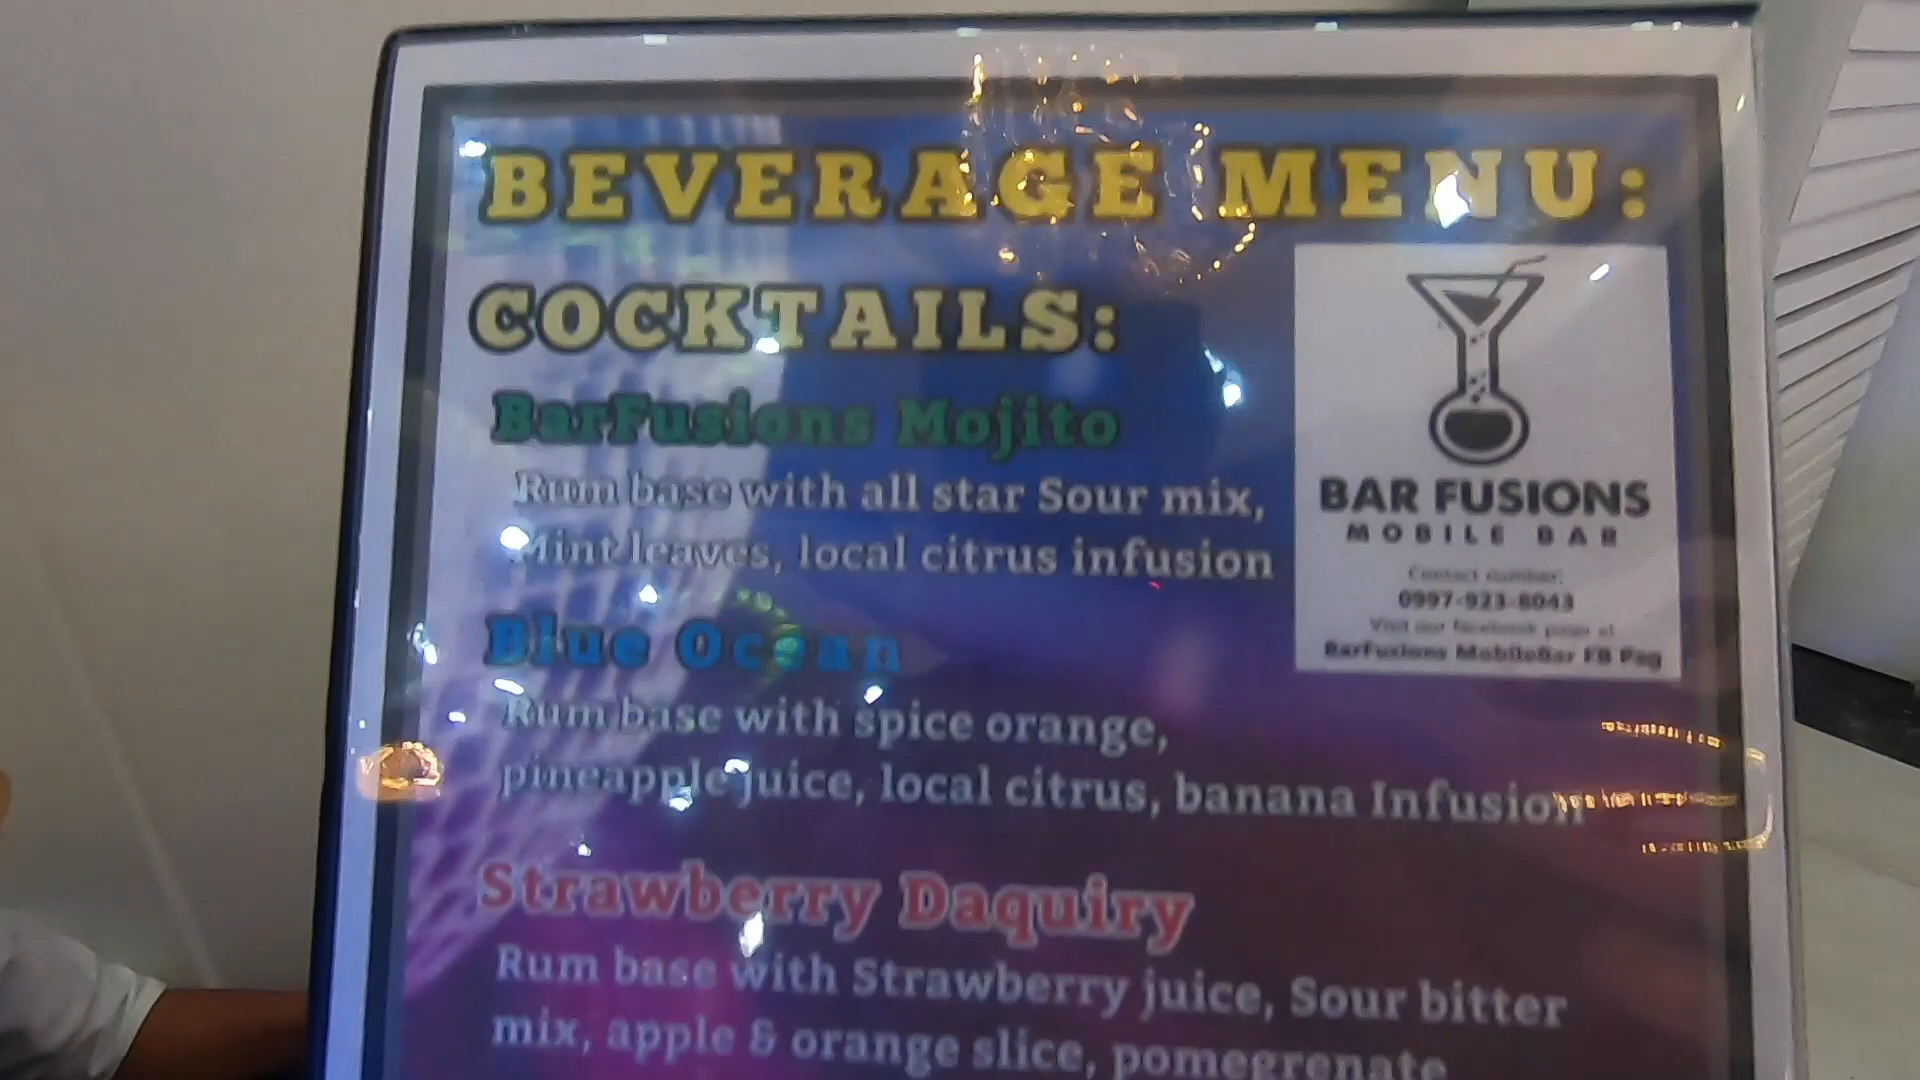 BEVERAGE MENU:
COCKTAILS:
BarFusions Mojito
Rum base with all star Sour mix,
Mint leaves, local citrus infusion
Blue Ocean
Rum base with spice orange,
pineapple juice, local citrus, banana Infusion
Strawberry Daquiry
Rum base with Strawberry juice, Sour bitter
mix, apple & orange slice, pomegrenate
BAR FUSIONS
MOBILE BAR
Contact number:
0997-923-8043
Visit our facebook page at
BarFusions MobileBar FB Pag